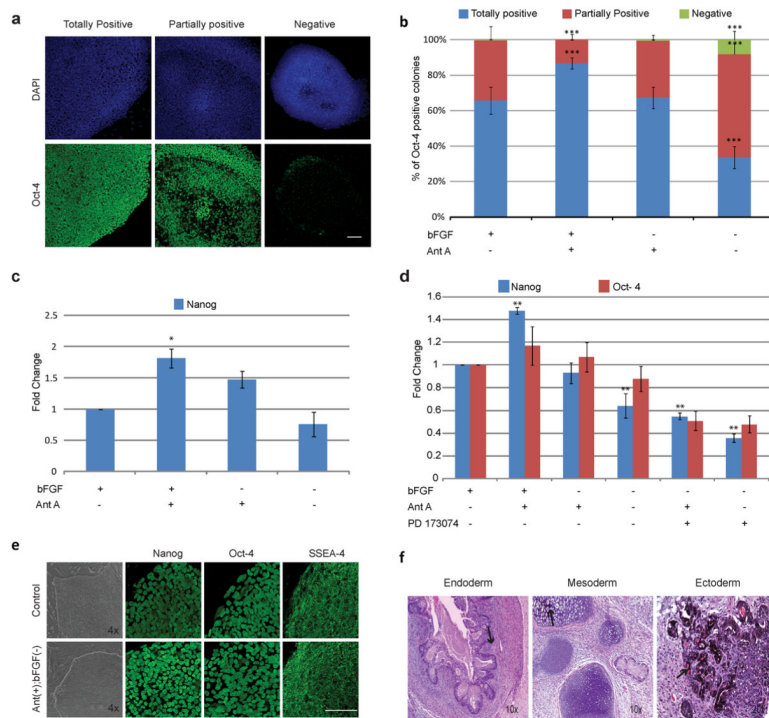 a
Totally Positive Partially positive Negative
DAPI
Oct-4
b
Totally positive Partially Positive Negative
% of Oct-4 positive colonies
100%
80%
60%
40%
20%
0%
*** *** *** *** ***
***
bFGF + + - -
Ant A - + + -
c
Nanog
Fold Change
2.5
2
1.5
1
0.5
0
*
bFGF + + - -
Ant A - + + -
d
Nanog Oct- 4
Fold Change
1.6
1.4
1.2
1
0.8
0.6
0.4
0.2
0
** ** ** **
bFGF + + - - - -
Ant A - + + - + -
PD 173074 - - - - + +
e
Nanog Oct-4 SSEA-4
Control
4x
Ant(+);bFGF(-)
4x
f
Endoderm Mesoderm Ectoderm
10x 10x